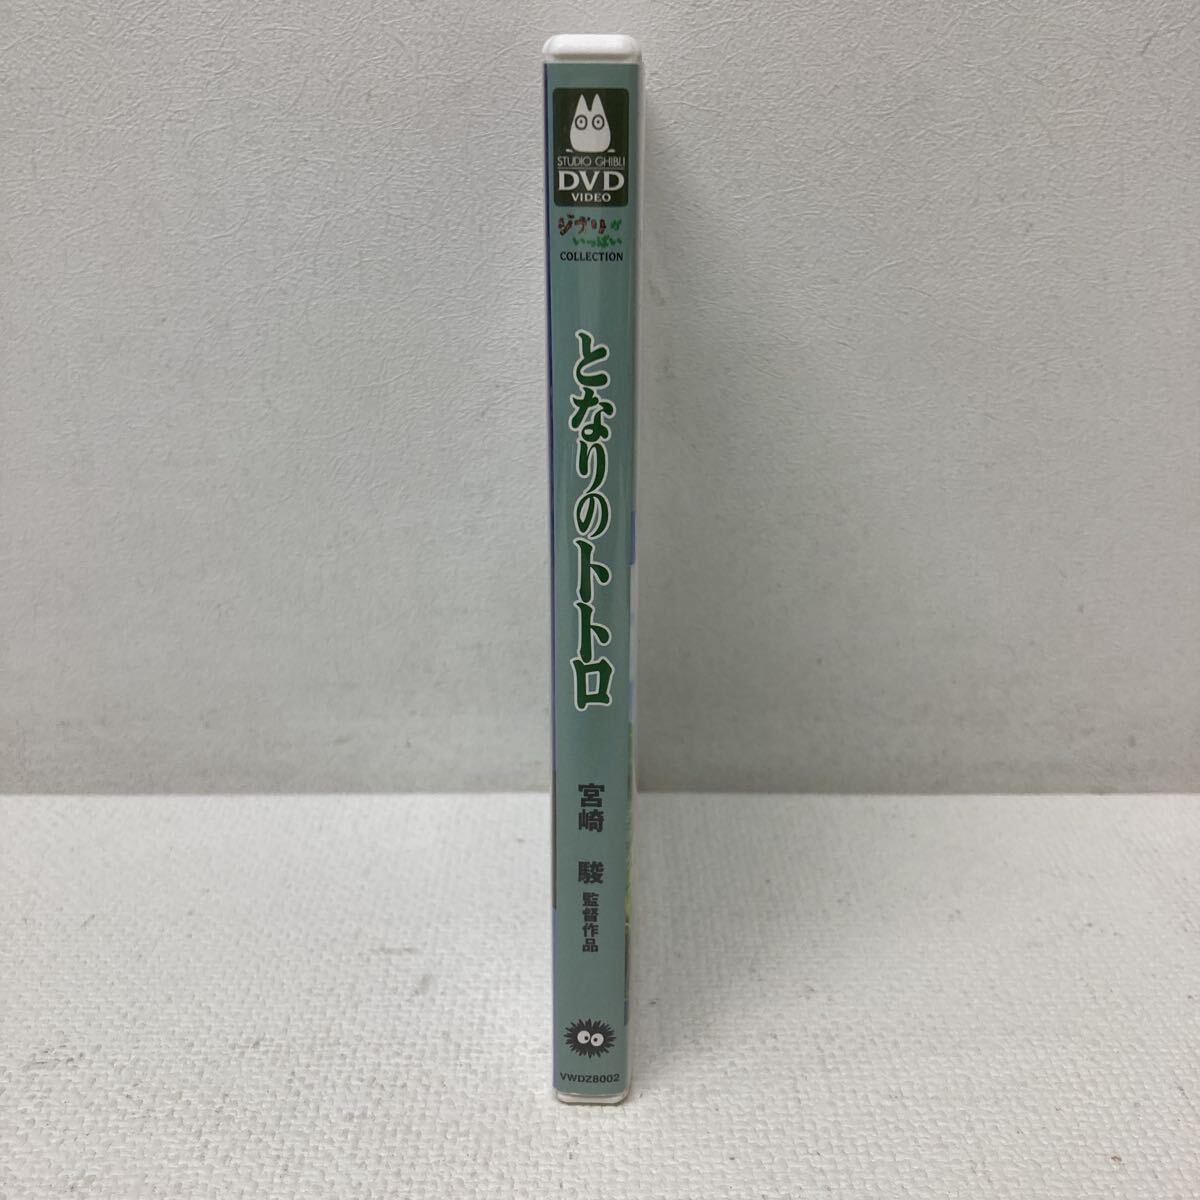 STUDIO GHIBLI
DVD
VIDEO
ジブリが
いっぱい
COLLECTION
となりのトトロ
宮崎 駿 監督作品
VWDZ8002